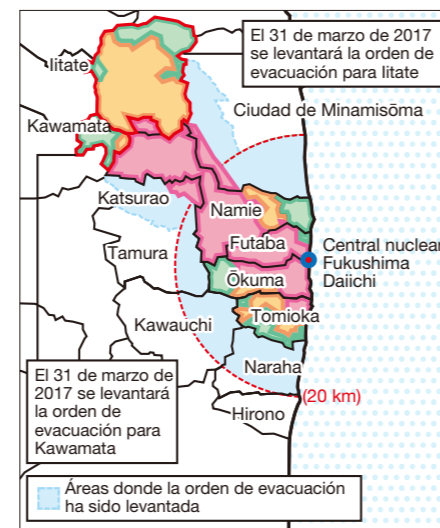 El 31 de marzo de 2017
se levantará la orden de
evacuación para Iitate
Iitate
Ciudad de Minamisōma
Kawamata
Katsurao
Namie
Futaba
Central nuclear
Fukushima
Daiichi
Tamura
Ōkuma
Kawauchi
Tomioka
El 31 de marzo de
2017 se levantará
la orden de
evacuación para
Kawamata
Naraha
(20 km)
Hirono
Áreas donde la orden de evacuación
ha sido levantada